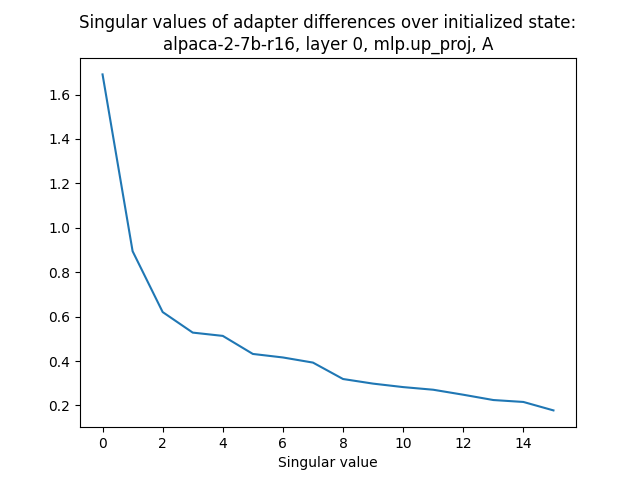 Singular values of adapter differences over initialized state:
alpaca-2-7b-r16, layer 0, mlp.up_proj, A
1.6
1.4
1.2
1.0
0.8
0.6
0.4
0.2
0 2 4 6 8 10 12 14
Singular value